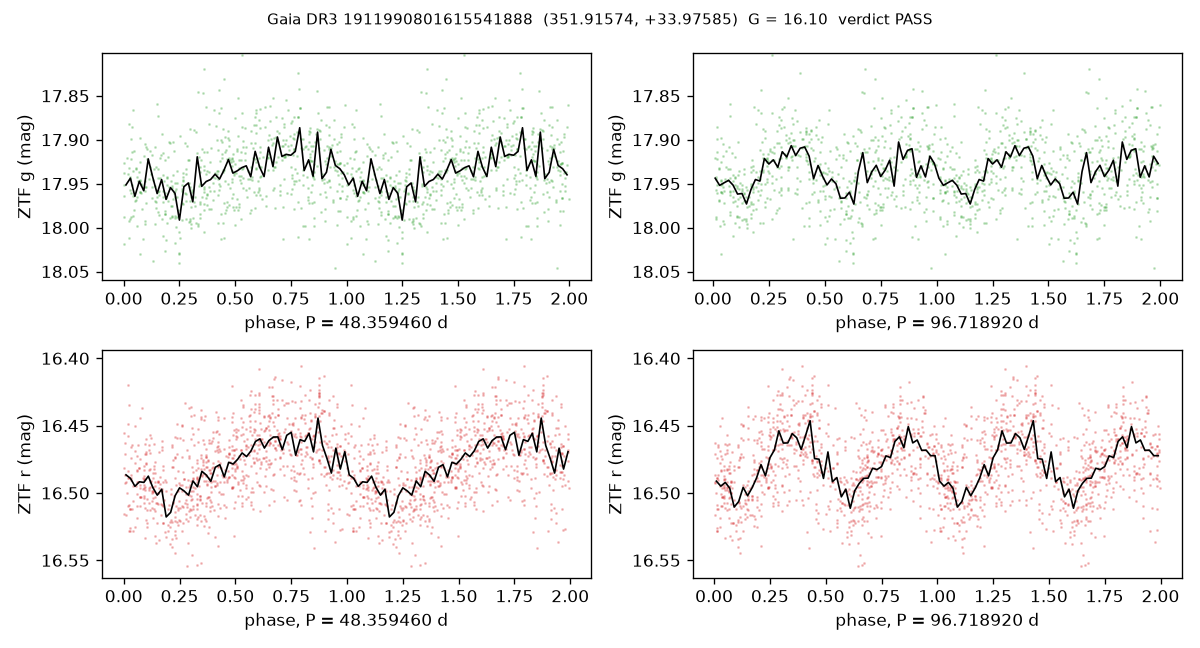 Gaia DR3 1911990801615541888  (351.91574, +33.97585)  G = 16.10  verdict PASS
ZTF g (mag)
17.85
17.90
17.95
18.00
18.05
0.00 0.25 0.50 0.75 1.00 1.25 1.50 1.75 2.00
phase, P = 48.359460 d
ZTF g (mag)
17.85
17.90
17.95
18.00
18.05
0.00 0.25 0.50 0.75 1.00 1.25 1.50 1.75 2.00
phase, P = 96.718920 d
ZTF r (mag)
16.40
16.45
16.50
16.55
0.00 0.25 0.50 0.75 1.00 1.25 1.50 1.75 2.00
phase, P = 48.359460 d
ZTF r (mag)
16.40
16.45
16.50
16.55
0.00 0.25 0.50 0.75 1.00 1.25 1.50 1.75 2.00
phase, P = 96.718920 d